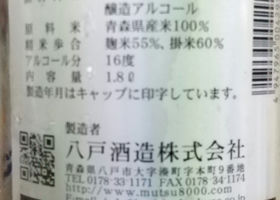 醸造アルコール
原料米 青森県産米100%
精米歩合 麹米55%、掛米60%
アルコール分 16度
内容量 1.8ℓ
製造年月はキャップに印字しています。
製造者
八戸酒造株式会社
青森県八戸市大字湊町字本町9番地
TEL0178-33-1171 FAX0178-34-1174
http://www.mutsu8000.com